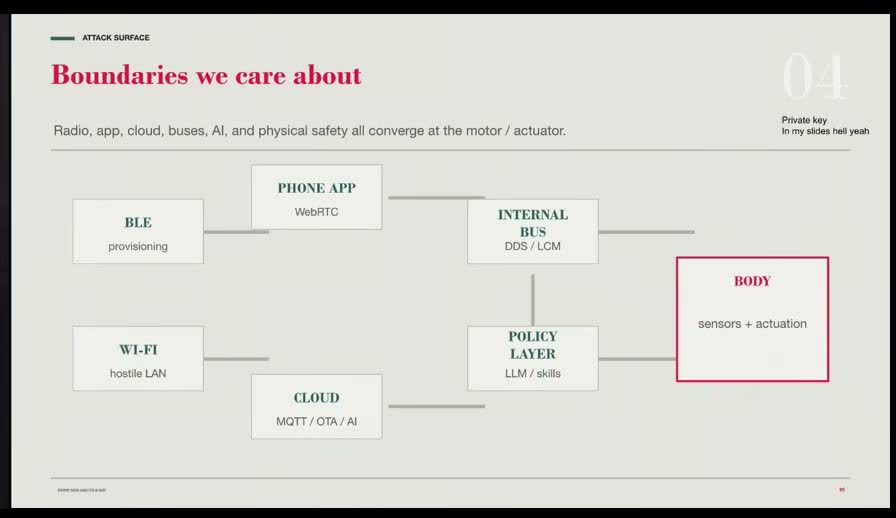 ATTACK SURFACE
Boundaries we care about
04
Private key
In my slides hell yeah
Radio, app, cloud, buses, AI, and physical safety all converge at the motor / actuator.
PHONE APP
WebRTC
BLE
provisioning
INTERNAL
BUS
DDS / LCM
BODY
sensors + actuation
WI-FI
hostile LAN
POLICY
LAYER
LLM / skills
CLOUD
MQTT / OTA / AI